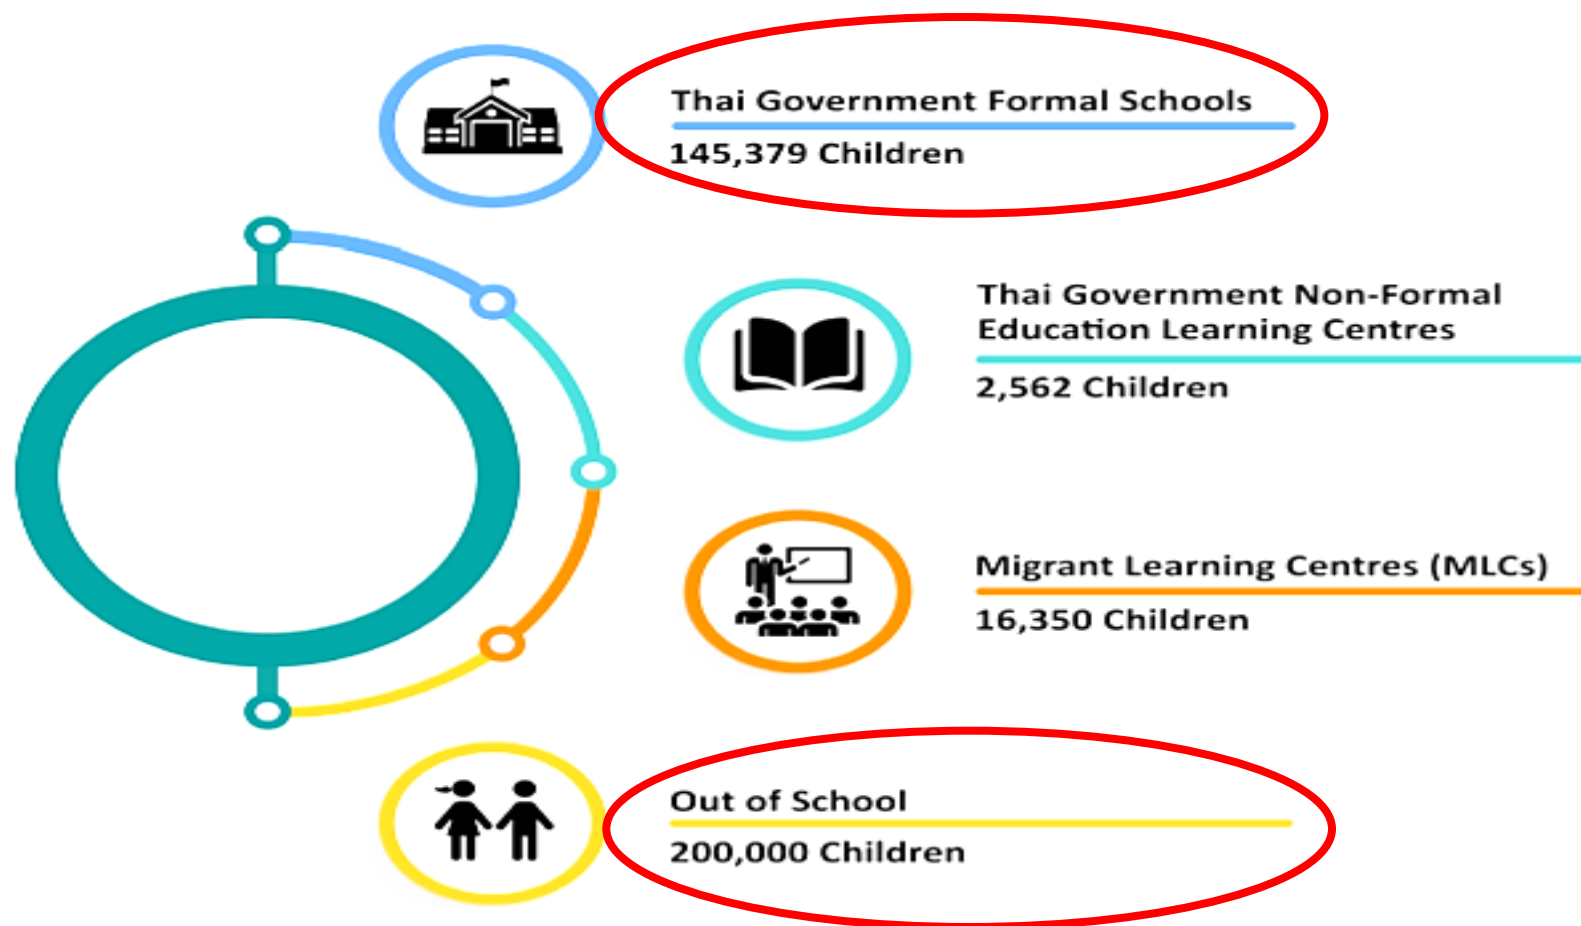 Thai Government Formal Schools
145,379 Children
Thai Government Non-Formal
Education Learning Centres
2,562 Children
Migrant Learning Centres (MLCs)
16,350 Children
Out of School
200,000 Children